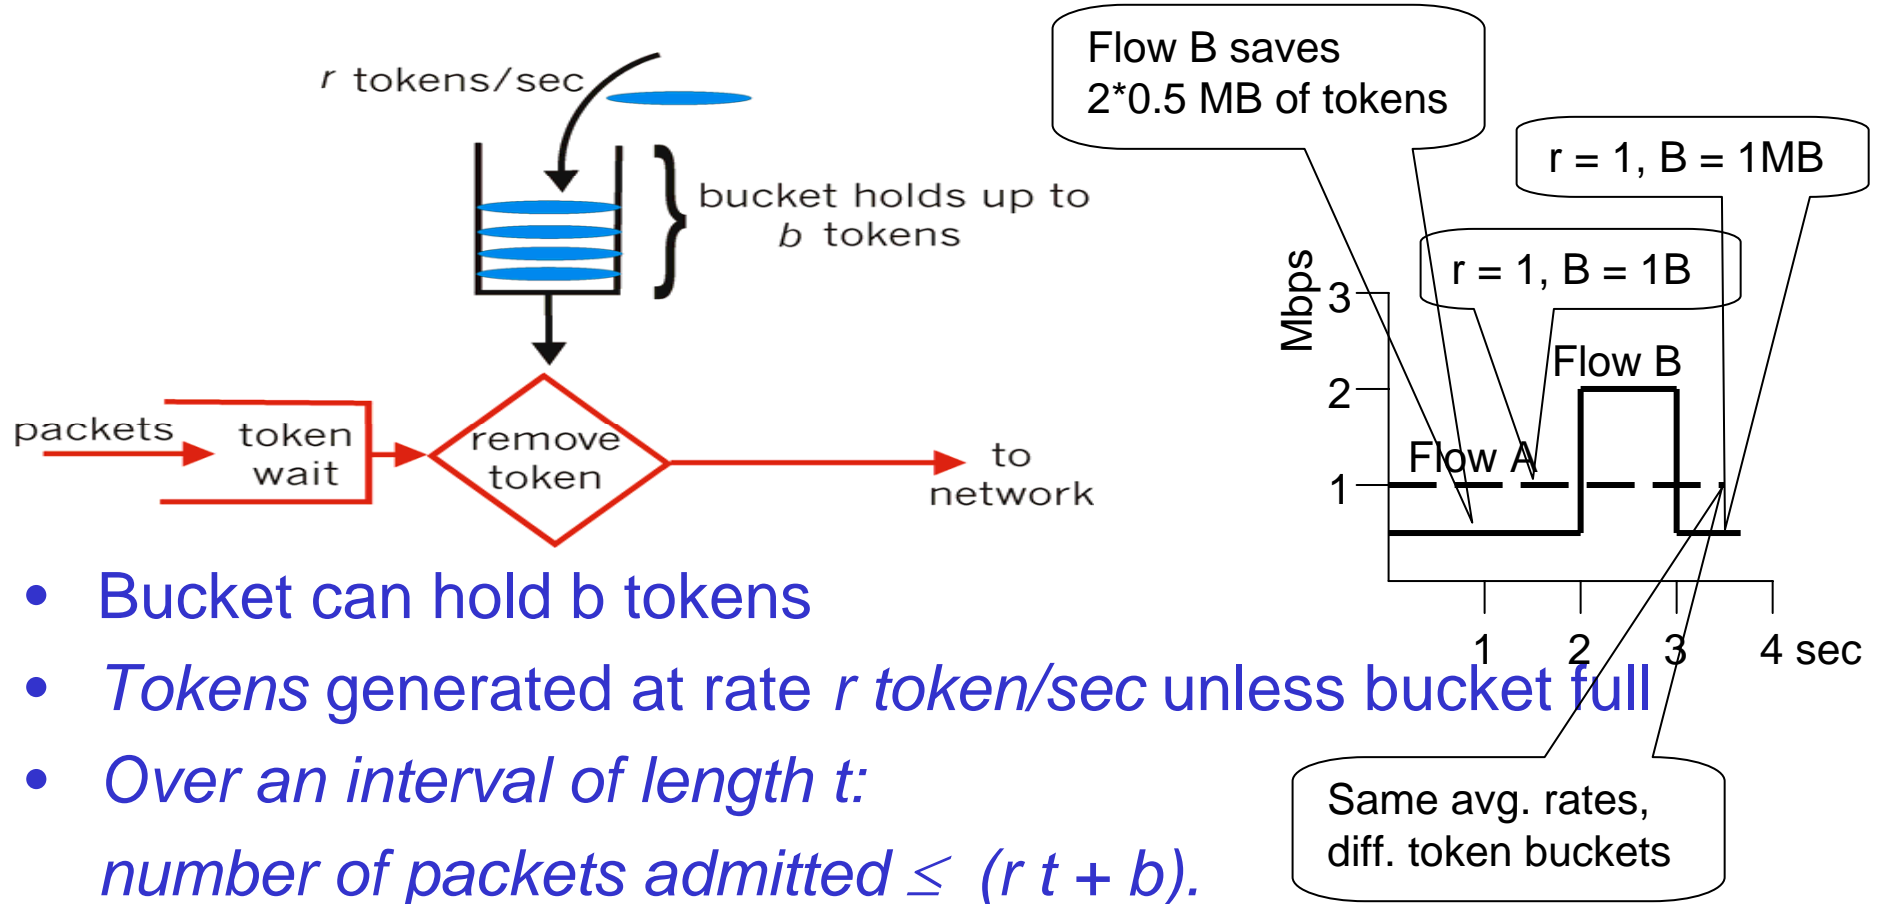 r tokens/sec
bucket holds up to
b tokens
packets
token
wait
remove
token
to
network
Flow B saves
2*0.5 MB of tokens
r = 1, B = 1MB
r = 1, B = 1B
Mbps
3
2
1
Flow B
Flow A
1 2 3 4 sec
Same avg. rates,
diff. token buckets
• Bucket can hold b tokens
• Tokens generated at rate r token/sec unless bucket full
• Over an interval of length t:
number of packets admitted ≤ (r t + b).